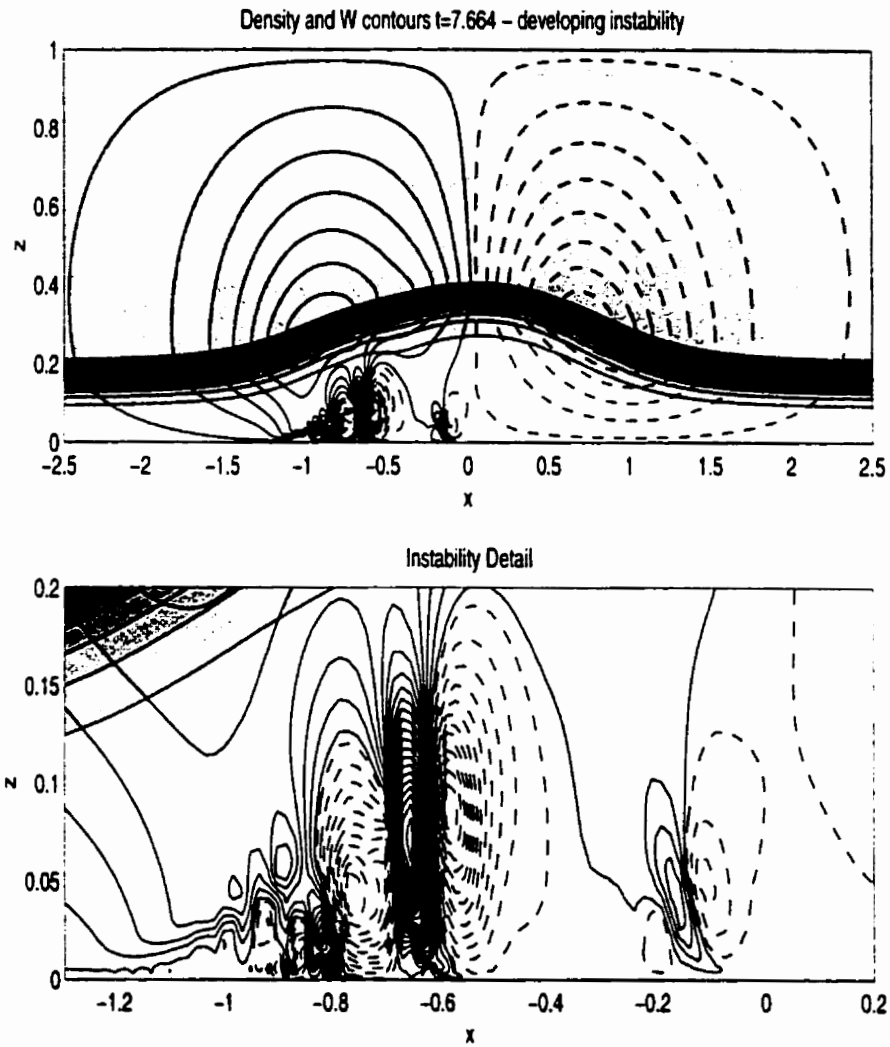 Density and W contours t=7.664 – developing instability
1
0.8
0.6
0.4
0.2
0
z
-2.5 -2 -1.5 -1 -0.5 0 0.5 1 1.5 2 2.5
x
Instability Detail
0.2
0.15
0.1
0.05
0
z
-1.2 -1 -0.8 -0.6 -0.4 -0.2 0 0.2
x